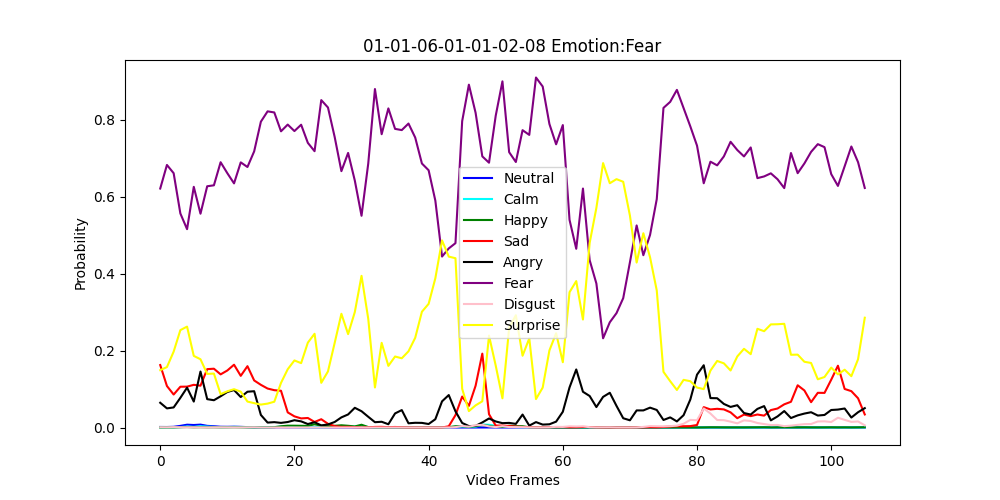 01-01-06-01-01-02-08 Emotion:Fear
Probability
0.8
0.6
0.4
0.2
0.0
Neutral
Calm
Happy
Sad
Angry
Fear
Disgust
Surprise
0 20 40 60 80 100
Video Frames